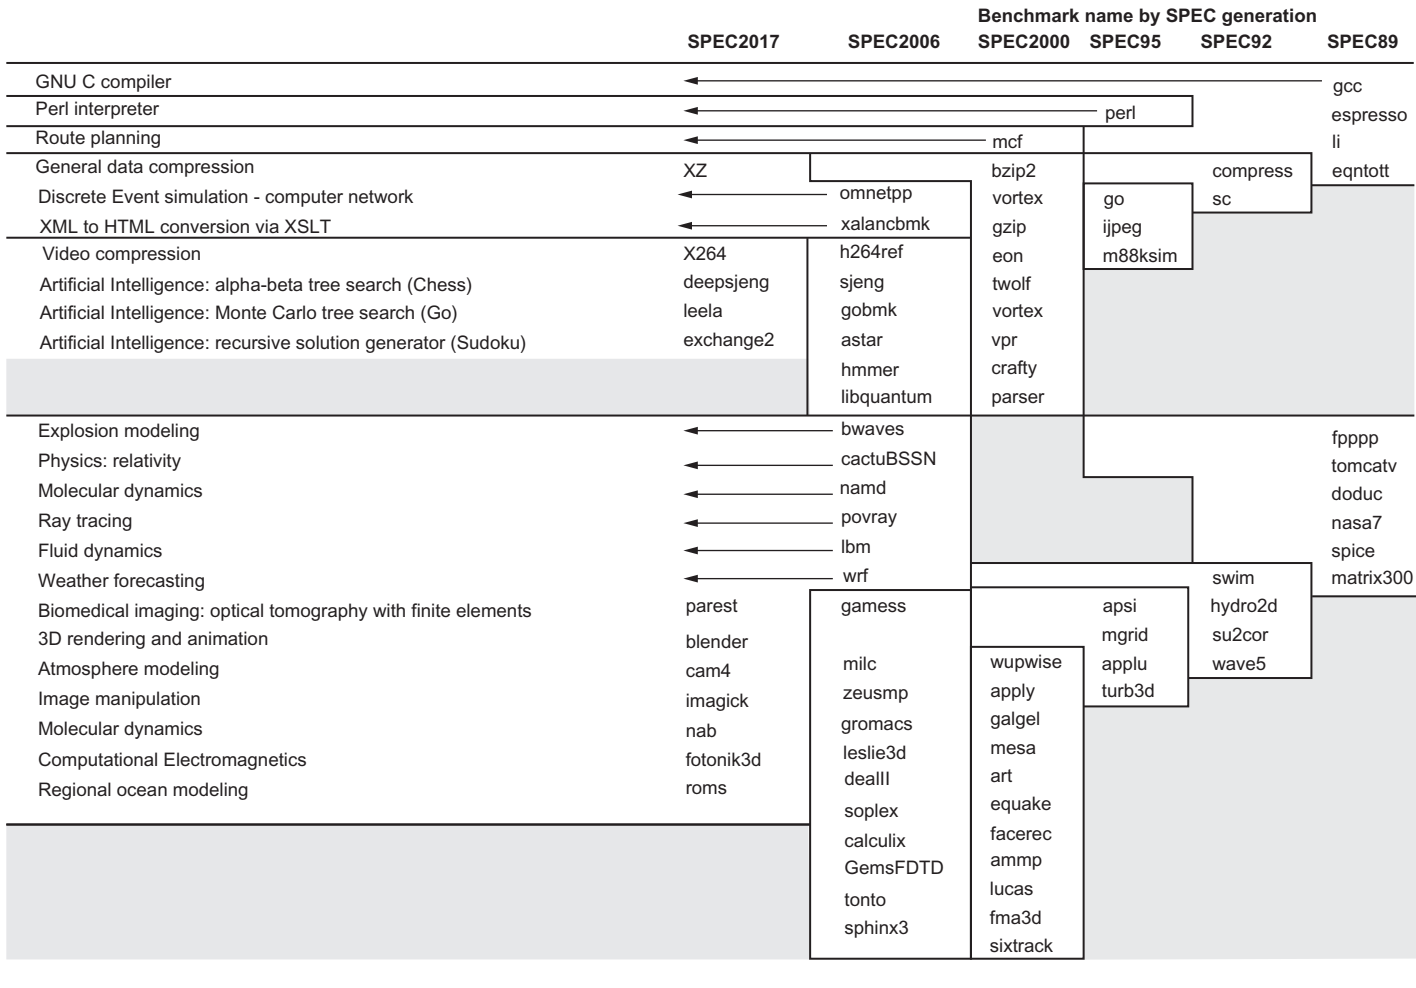 Benchmark name by SPEC generation
SPEC2017 SPEC2006 SPEC2000 SPEC95 SPEC92 SPEC89
GNU C compiler gcc
Perl interpreter perl espresso
Route planning mcf li
General data compression XZ bzip2 compress eqntott
Discrete Event simulation - computer network omnetpp vortex go sc
XML to HTML conversion via XSLT xalancbmk gzip ijpeg
Video compression X264 h264ref eon m88ksim
Artificial Intelligence: alpha-beta tree search (Chess) deepsjeng sjeng twolf
Artificial Intelligence: Monte Carlo tree search (Go) leela gobmk vortex
Artificial Intelligence: recursive solution generator (Sudoku) exchange2 astar vpr
hmmer crafty
libquantum parser
Explosion modeling bwaves fpppp
Physics: relativity cactuBSSN tomcatv
Molecular dynamics namd doduc
Ray tracing povray nasa7
Fluid dynamics lbm spice
Weather forecasting wrf swim matrix300
Biomedical imaging: optical tomography with finite elements parest gamess apsi hydro2d
3D rendering and animation blender mgrid su2cor
Atmosphere modeling cam4 milc wupwise applu wave5
Image manipulation imagick zeusmp apply turb3d
Molecular dynamics nab gromacs galgel
Computational Electromagnetics fotonik3d leslie3d mesa
Regional ocean modeling roms dealII art
soplex equake
calculix facerec
GemsFDTD ammp
tonto lucas
sphinx3 fma3d
sixtrack